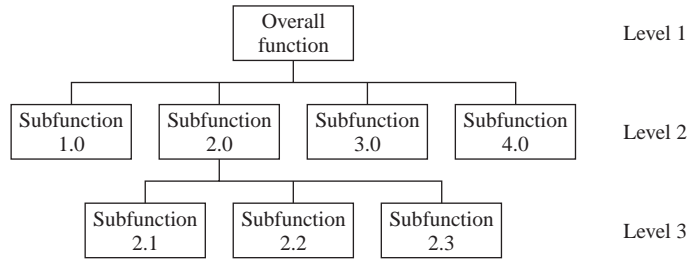 Overall
function
Level 1
Subfunction
1.0
Subfunction
2.0
Subfunction
3.0
Subfunction
4.0
Level 2
Subfunction
2.1
Subfunction
2.2
Subfunction
2.3
Level 3